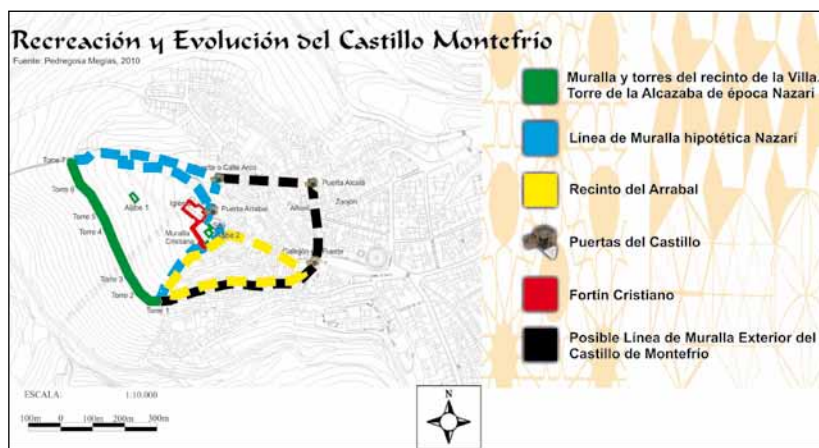 Recreación y Evolución del Castillo Montefrío
Fuente: Pedregosa Megías, 2010
Muralla y torres del recinto de la Villa.
Torre de la Alcazaba de época Nazarí
Línea de Muralla hipotética Nazarí
Recinto del Arrabal
Puertas del Castillo
Fortín Cristiano
Posible Línea de Muralla Exterior del
Castillo de Montefrío
Torre 7
Torre 6
Torre 5
Torre 4
Torre 3
Torre 2
Torre 1
Aljibe 1
Calle Arco
Puerta Alcalá
Puerta Arrabal
Muralla
Cristiana
Callejón
ESCALA: 1:10.000
100m 0 100m 200m 300m
N